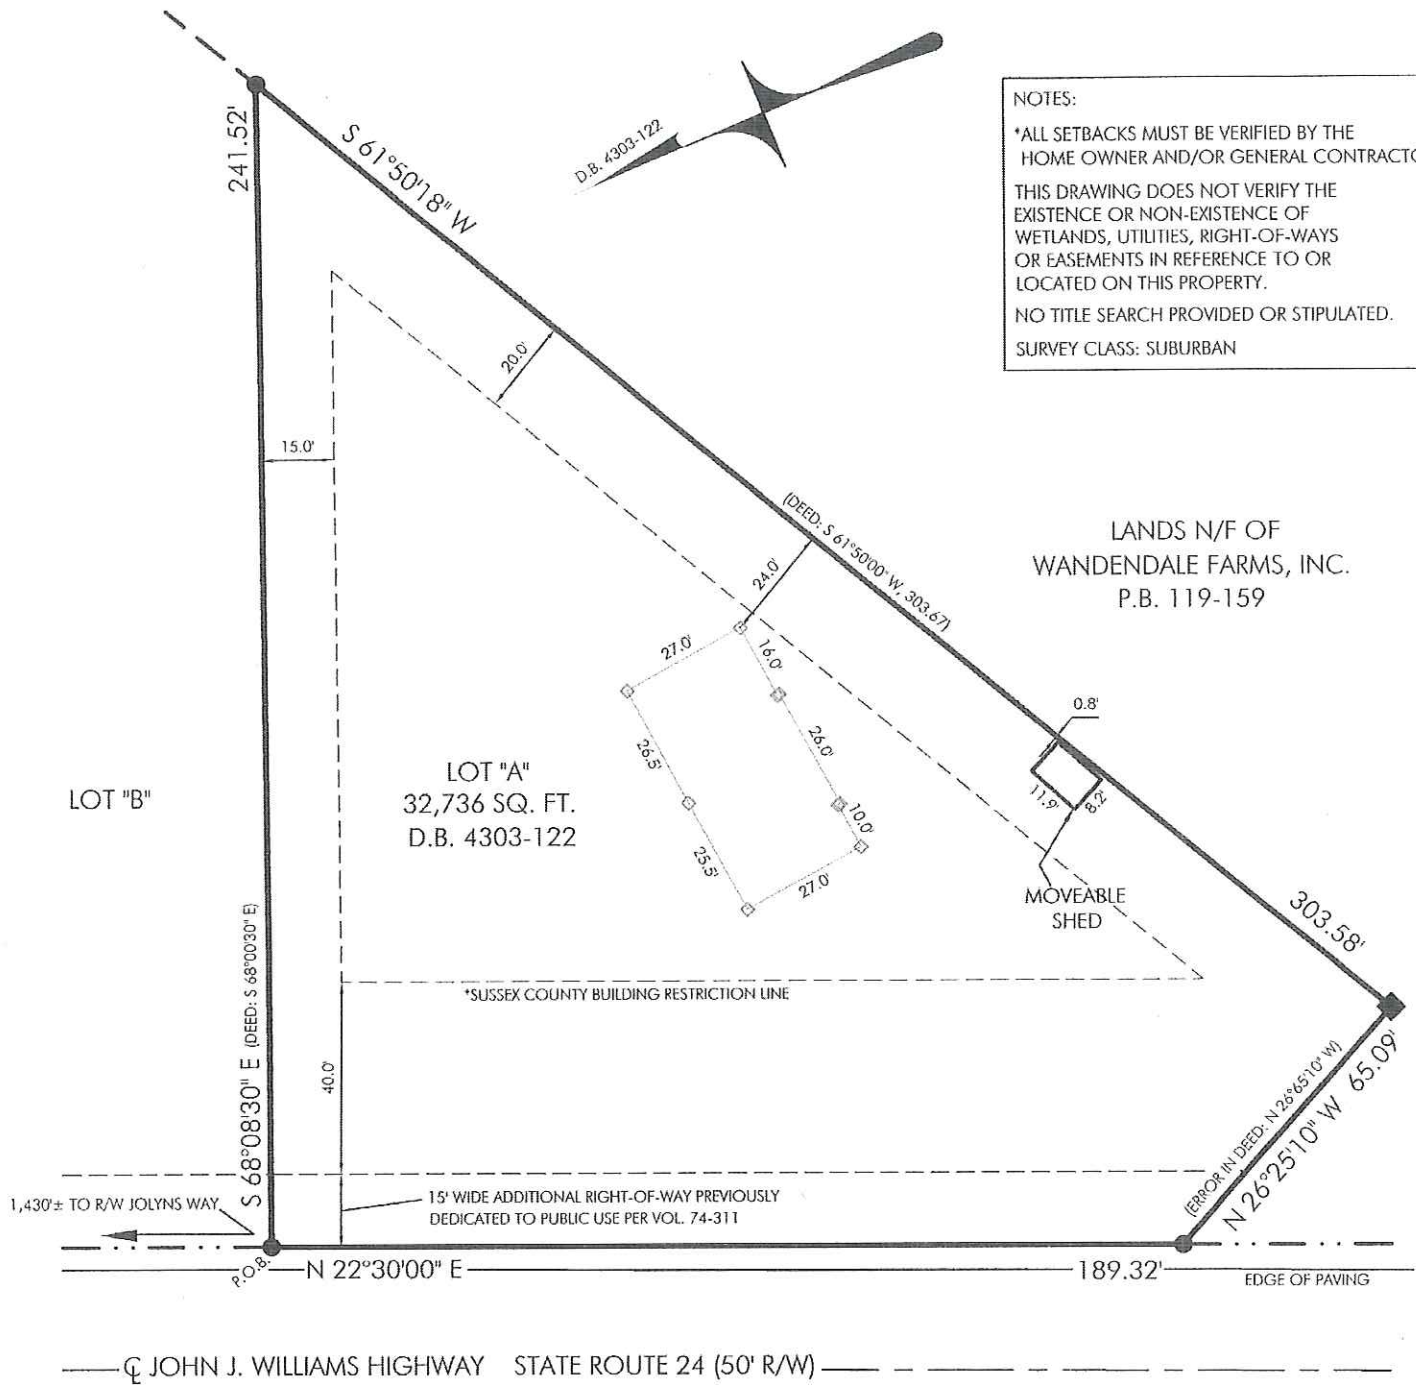 NOTES:
*ALL SETBACKS MUST BE VERIFIED BY THE
HOME OWNER AND/OR GENERAL CONTRACTO
THIS DRAWING DOES NOT VERIFY THE
EXISTENCE OR NON-EXISTENCE OF
WETLANDS, UTILITIES, RIGHT-OF-WAYS
OR EASEMENTS IN REFERENCE TO OR
LOCATED ON THIS PROPERTY.
NO TITLE SEARCH PROVIDED OR STIPULATED.
SURVEY CLASS: SUBURBAN
D.B. 4303-122
241.52'
S 61°50'18" W
20.0'
15.0'
(DEED: S 61°50'00" W, 303.67)
24.0'
LANDS N/F OF
WANDENDALE FARMS, INC.
P.B. 119-159
27.0'
16.0'
26.0'
10.0'
26.5'
25.5'
27.0'
0.8'
11.9'
8.2'
MOVEABLE
SHED
LOT "B"
LOT "A"
32,736 SQ. FT.
D.B. 4303-122
303.58'
*SUSSEX COUNTY BUILDING RESTRICTION LINE
40.0'
S 68°08'30" E (DEED: S 68°00'30" E)
(ERROR IN DEED: N 26°65'10" W)
N 26°25'10" W 65.09'
1,430'± TO R/W JOLYNS WAY
15' WIDE ADDITIONAL RIGHT-OF-WAY PREVIOUSLY
DEDICATED TO PUBLIC USE PER VOL. 74-311
P.O.B.
N 22°30'00" E
189.32'
EDGE OF PAVING
℄ JOHN J. WILLIAMS HIGHWAY STATE ROUTE 24 (50' R/W)